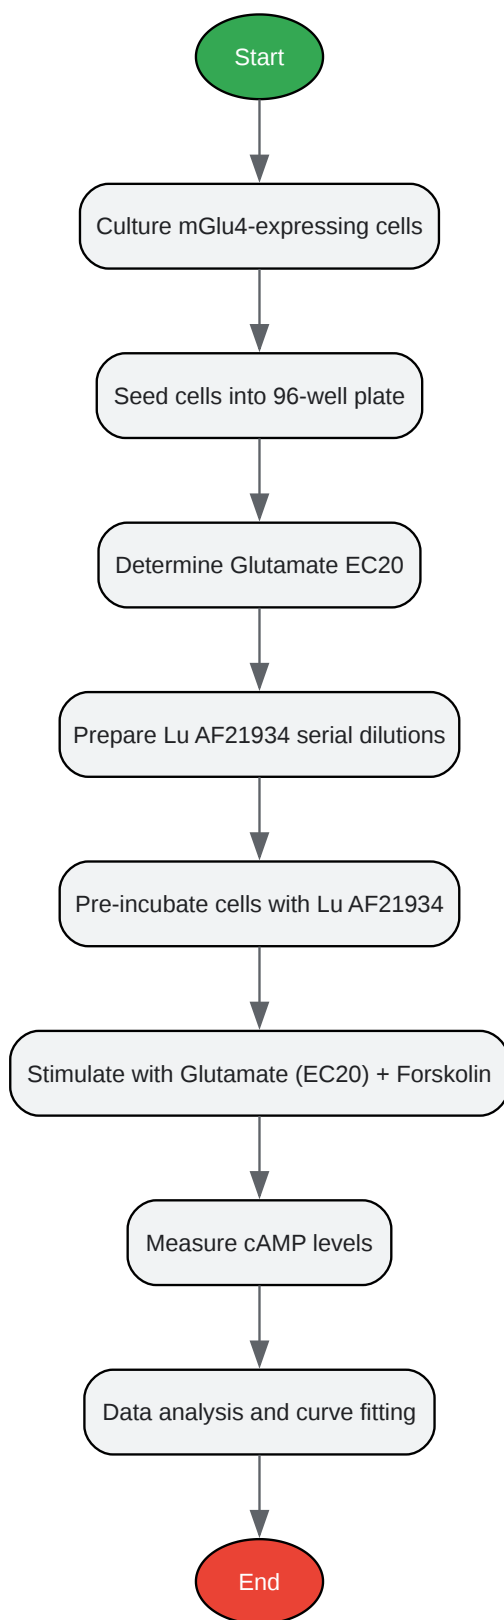 Start
Culture mGlu4-expressing cells
Seed cells into 96-well plate
Determine Glutamate EC20
Prepare Lu AF21934 serial dilutions
Pre-incubate cells with Lu AF21934
Stimulate with Glutamate (EC20) + Forskolin
Measure cAMP levels
Data analysis and curve fitting
End